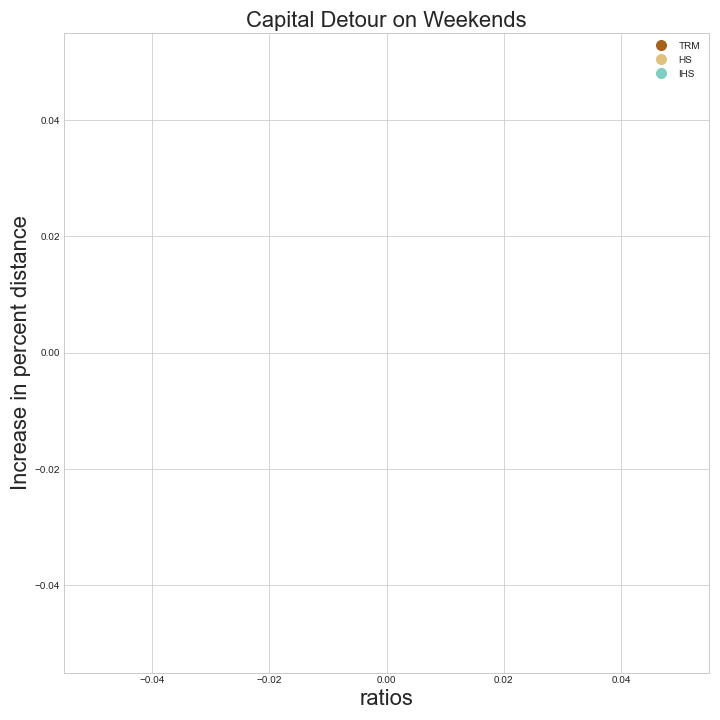 Capital Detour on Weekends
TRM
HS
IHS
Increase in percent distance
0.04
0.02
0.00
−0.02
−0.04
−0.04
−0.02
0.00
0.02
0.04
ratios